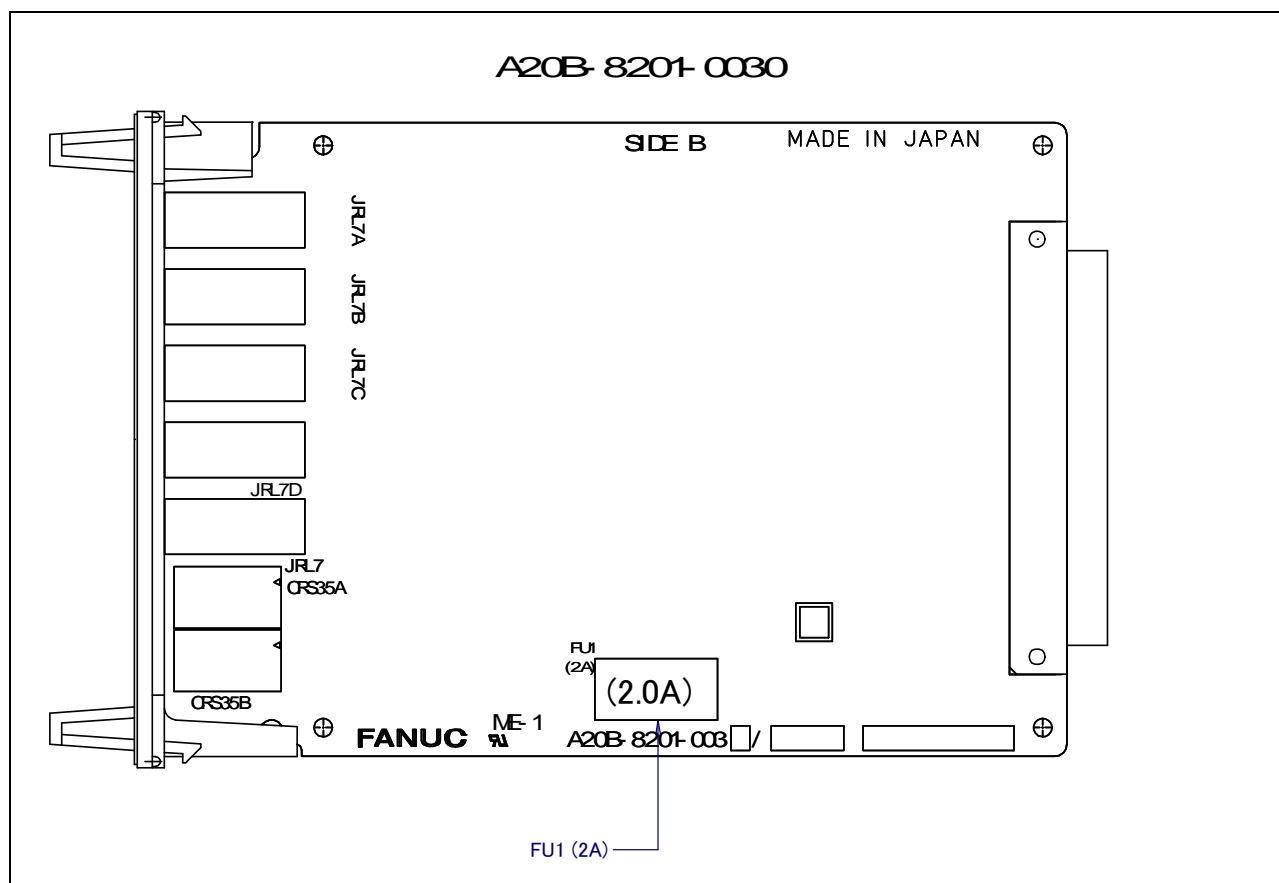 A20B-8201-0030
SIDE B
MADE IN JAPAN
JRL7A
JRL7B
JRL7C
JRL7D
JRL7
CRS35A
CRS35B
FU1
(2A)
(2.0A)
FANUC
ME-1
A20B-8201-003 /
FU1 (2A)